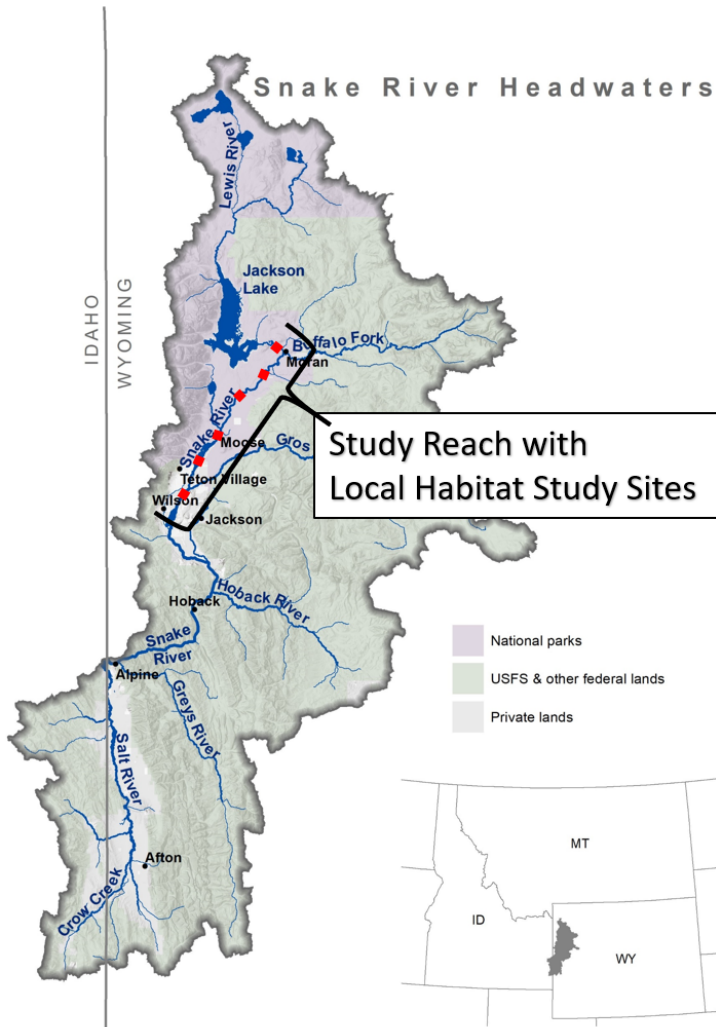 Snake River Headwaters
Lewis River
Jackson
Lake
IDAHO
WYOMING
Buffalo Fork
Moran
Snake River
Moose
Gros
Study Reach with
Local Habitat Study Sites
Teton Village
Wilson
Jackson
Hoback River
Hoback
Snake
River
Alpine
Greys River
Salt River
Afton
Crow Creek
National parks
USFS & other federal lands
Private lands
MT
ID
WY